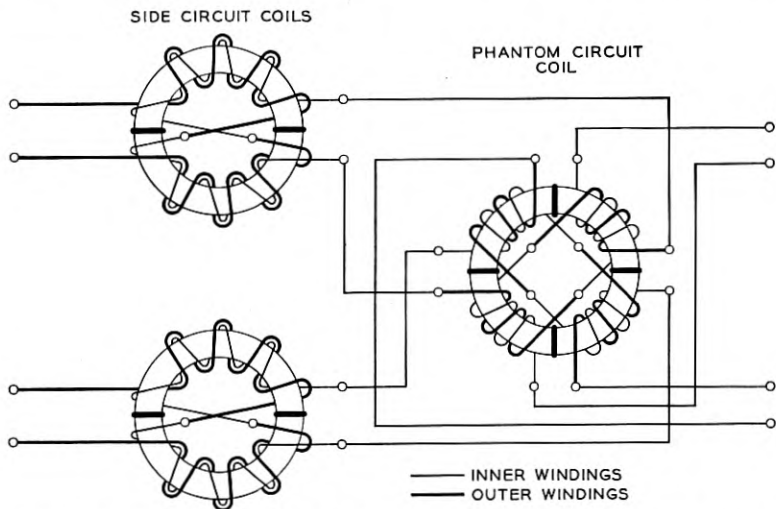 SIDE CIRCUIT COILS
PHANTOM CIRCUIT
COIL
INNER WINDINGS
OUTER WINDINGS